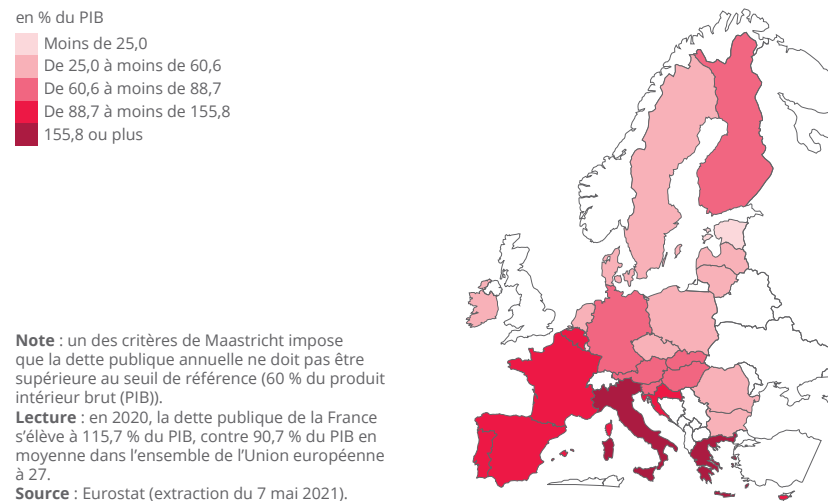 en % du PIB
Moins de 25,0
De 25,0 à moins de 60,6
De 60,6 à moins de 88,7
De 88,7 à moins de 155,8
155,8 ou plus
Note : un des critères de Maastricht impose
que la dette publique annuelle ne doit pas être
supérieure au seuil de référence (60 % du produit
intérieur brut (PIB)).
Lecture : en 2020, la dette publique de la France
s’élève à 115,7 % du PIB, contre 90,7 % du PIB en
moyenne dans l’ensemble de l’Union européenne
à 27.
Source : Eurostat (extraction du 7 mai 2021).